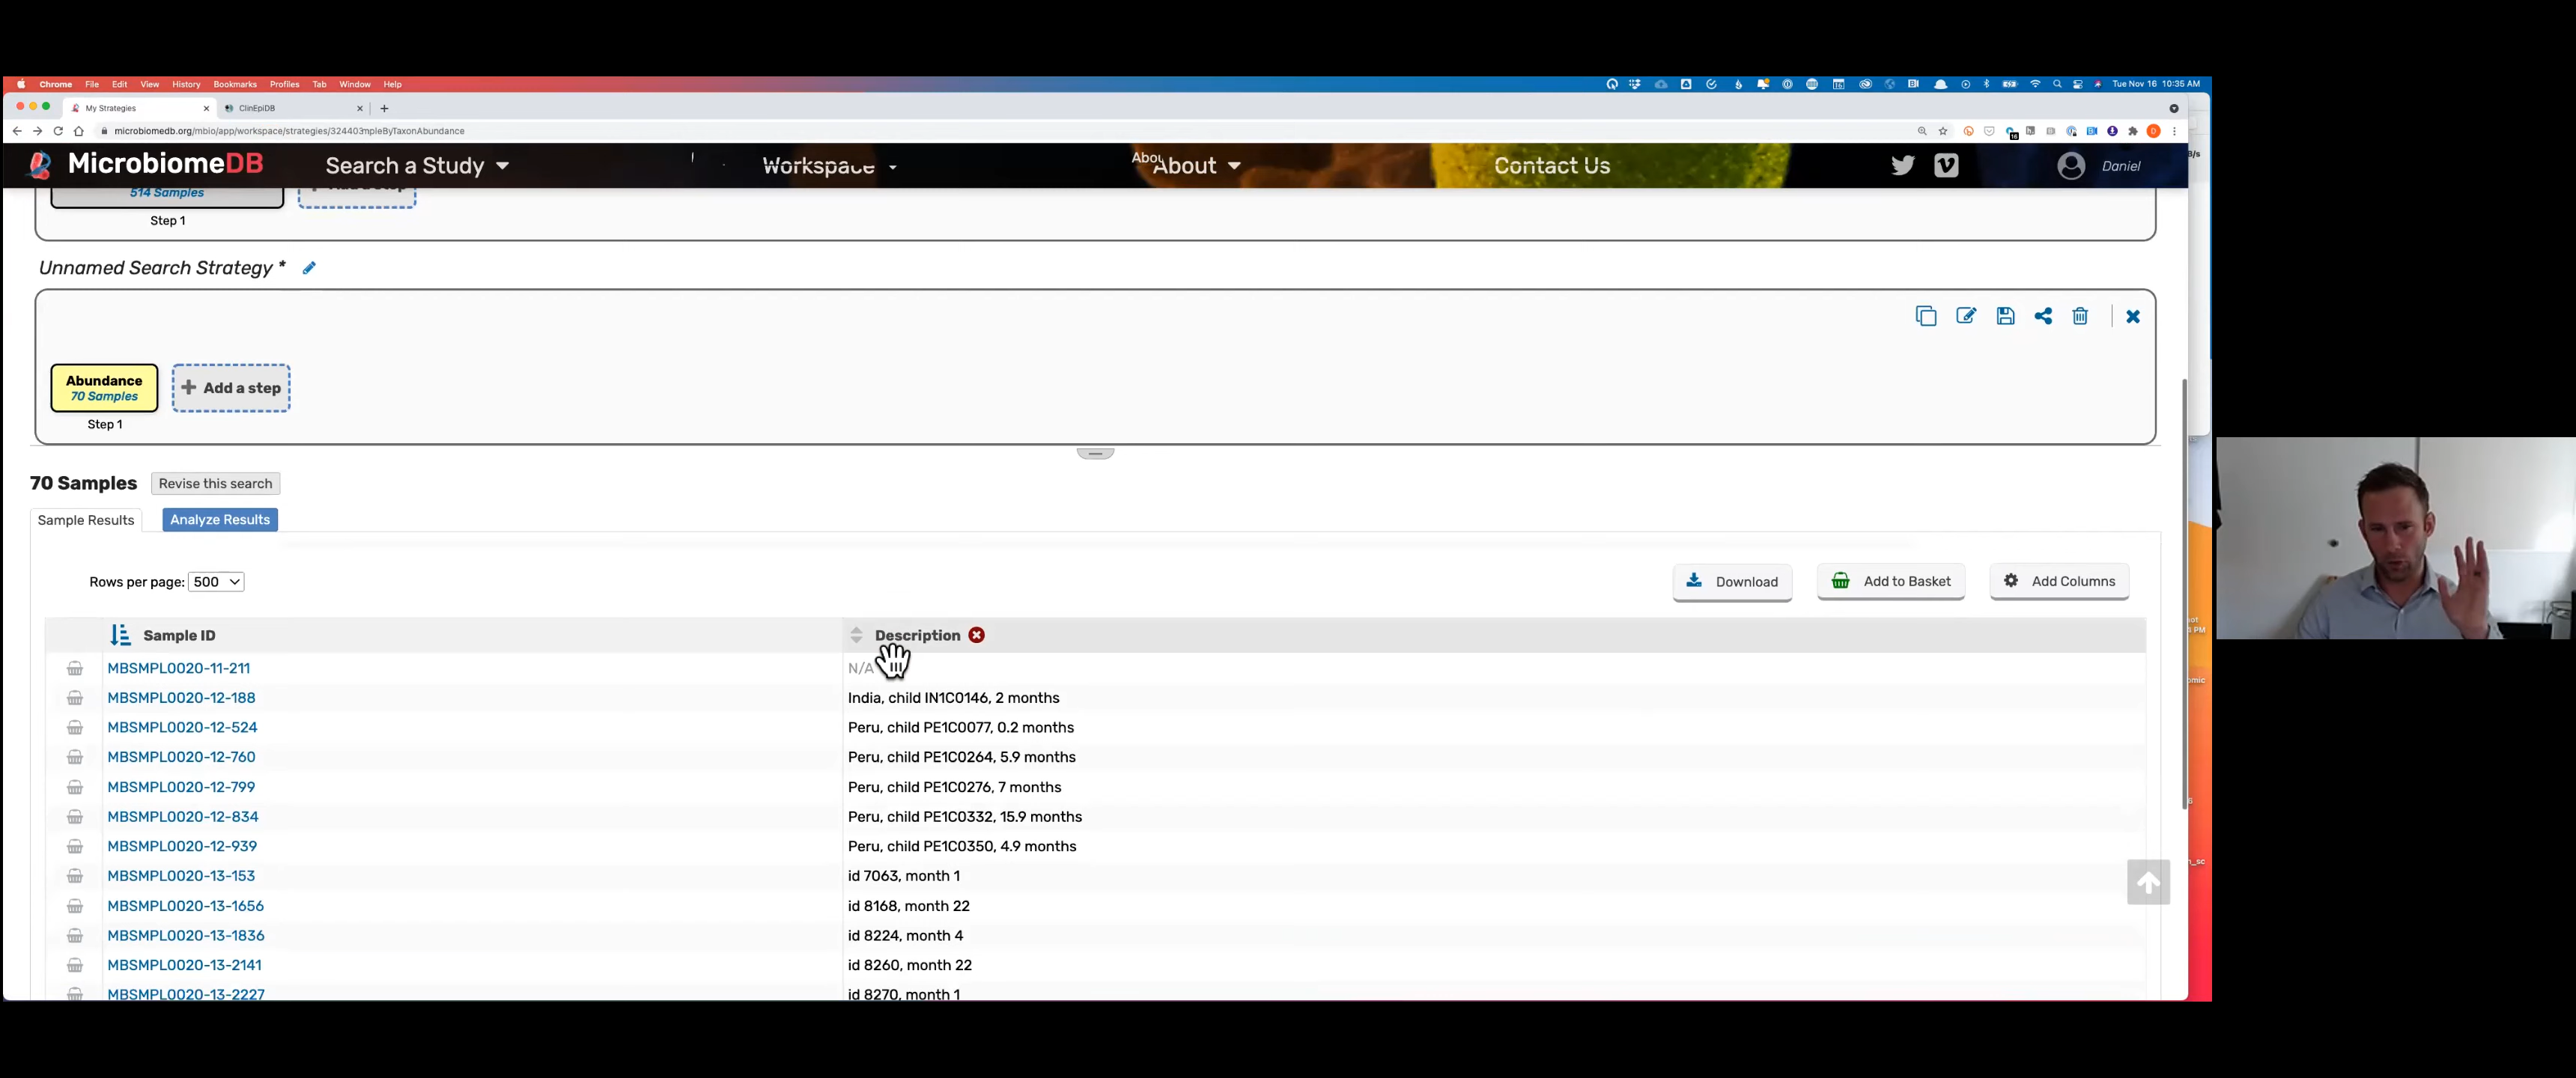 Chrome File Edit View History Bookmarks Profiles Tab Window Help
Tue Nov 16 10:35 AM
My Strategies
ClinEpiDB
microbiomedb.org/mbio/app/workspace/strategies/324403mpleByTaxonAbundance
MicrobiomeDB
Search a Study
Workspace
About
Contact Us
Daniel
514 Samples
Step 1
Unnamed Search Strategy *
Abundance
70 Samples
+ Add a step
Step 1
70 Samples Revise this search
Sample Results Analyze Results
Rows per page: 500
Download
Add to Basket
Add Columns
Sample ID Description
MBSMPL0020-11-211 N/A
MBSMPL0020-12-188 India, child IN1C0146, 2 months
MBSMPL0020-12-524 Peru, child PE1C0077, 0.2 months
MBSMPL0020-12-760 Peru, child PE1C0264, 5.9 months
MBSMPL0020-12-799 Peru, child PE1C0276, 7 months
MBSMPL0020-12-834 Peru, child PE1C0332, 15.9 months
MBSMPL0020-12-939 Peru, child PE1C0350, 4.9 months
MBSMPL0020-13-153 id 7063, month 1
MBSMPL0020-13-1656 id 8168, month 22
MBSMPL0020-13-1836 id 8224, month 4
MBSMPL0020-13-2141 id 8260, month 22
MBSMPL0020-13-2227 id 8270, month 1